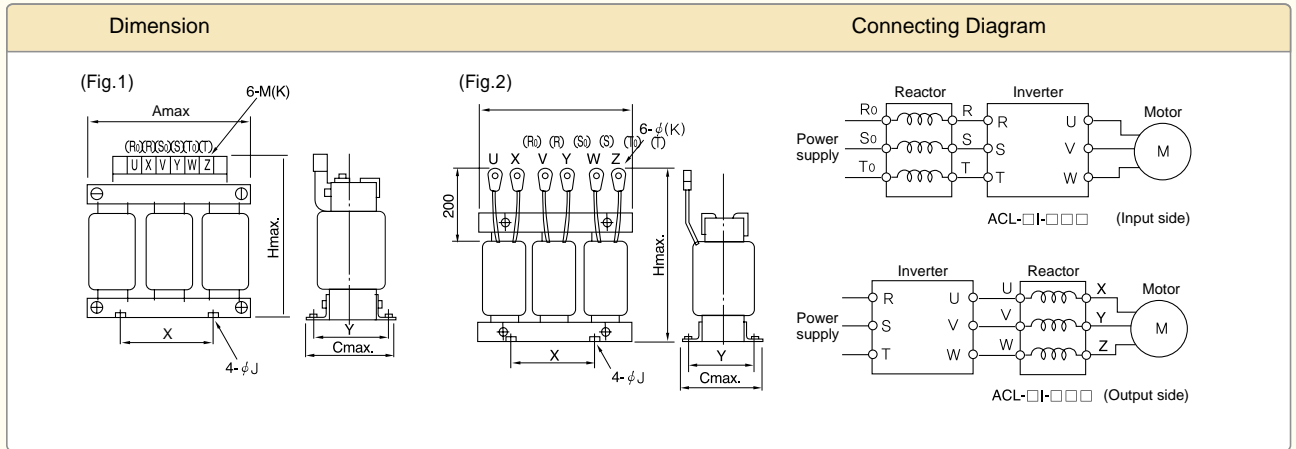 Dimension
Connecting Diagram
(Fig.1)
6-M(K)
Amax
(R0)(R)(S0)(S)(T0)(T)
U X V Y W Z
Hmax.
X
4-φJ
Y
Cmax.
(Fig.2)
6-φ(K)
(R0) (R) (S0) (S) (T0) (T)
U X V Y W Z
200
Hmax.
X
4-φJ
Y
Cmax.
Reactor
Inverter
Motor
Power supply
R0 R R U
S0 S S V M
T0 T T W
ACL-□I-□□□ (Input side)
Inverter
Reactor
Motor
Power supply
R U U X
S V V Y M
T W W Z
ACL-□I-□□□ (Output side)